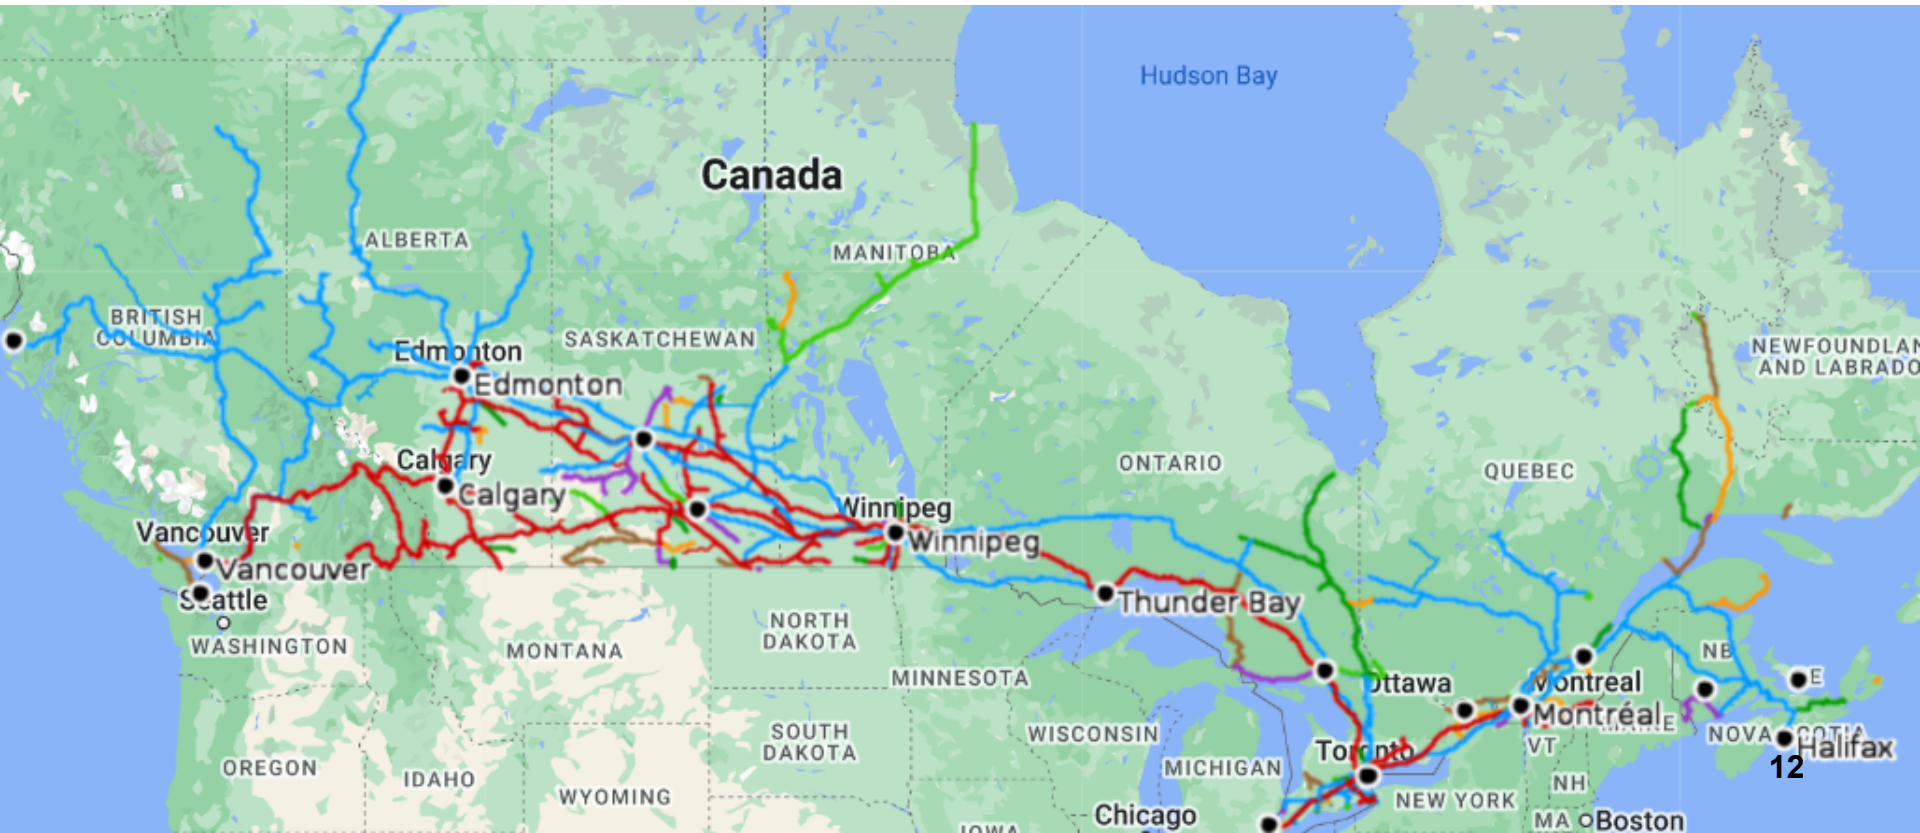 Hudson Bay
Canada
ALBERTA
MANITOBA
BRITISH
COLUMBIA
SASKATCHEWAN
NEWFOUNDLAN
AND LABRADO
Edmonton
Edmonton
Calgary
Calgary
ONTARIO
QUEBEC
Winnipeg
Winnipeg
Vancouver
Vancouver
Seattle
Thunder Bay
WASHINGTON
MONTANA
NORTH
DAKOTA
MINNESOTA
NB
E
Ottawa
Montreal
Montréal
MAINE
NOVA SCOTIA
Halifax
12
SOUTH
DAKOTA
WISCONSIN
VT
Toronto
OREGON
IDAHO
MICHIGAN
NH
WYOMING
NEW YORK
Chicago
MA
Boston
IOWA